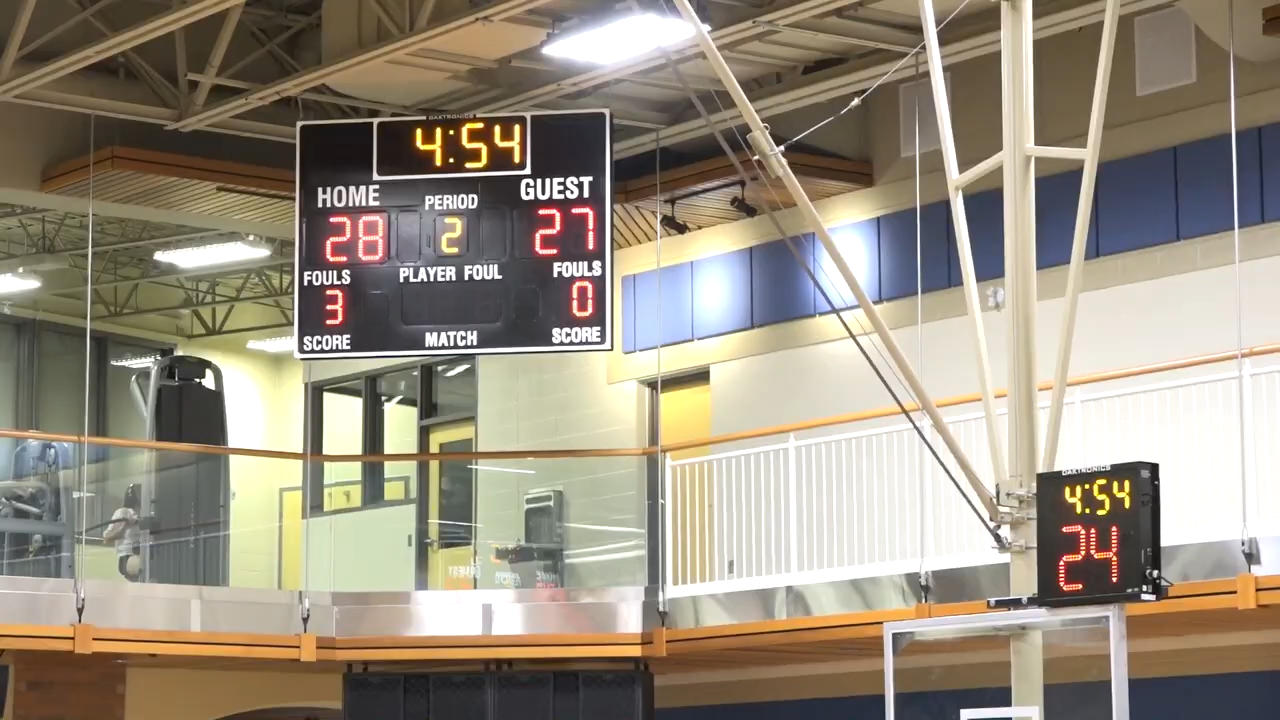 DAKTRONICS
4:54
HOME PERIOD GUEST
28 2 27
FOULS PLAYER FOUL FOULS
3 0
SCORE MATCH SCORE
DAKTRONICS
4:54
24